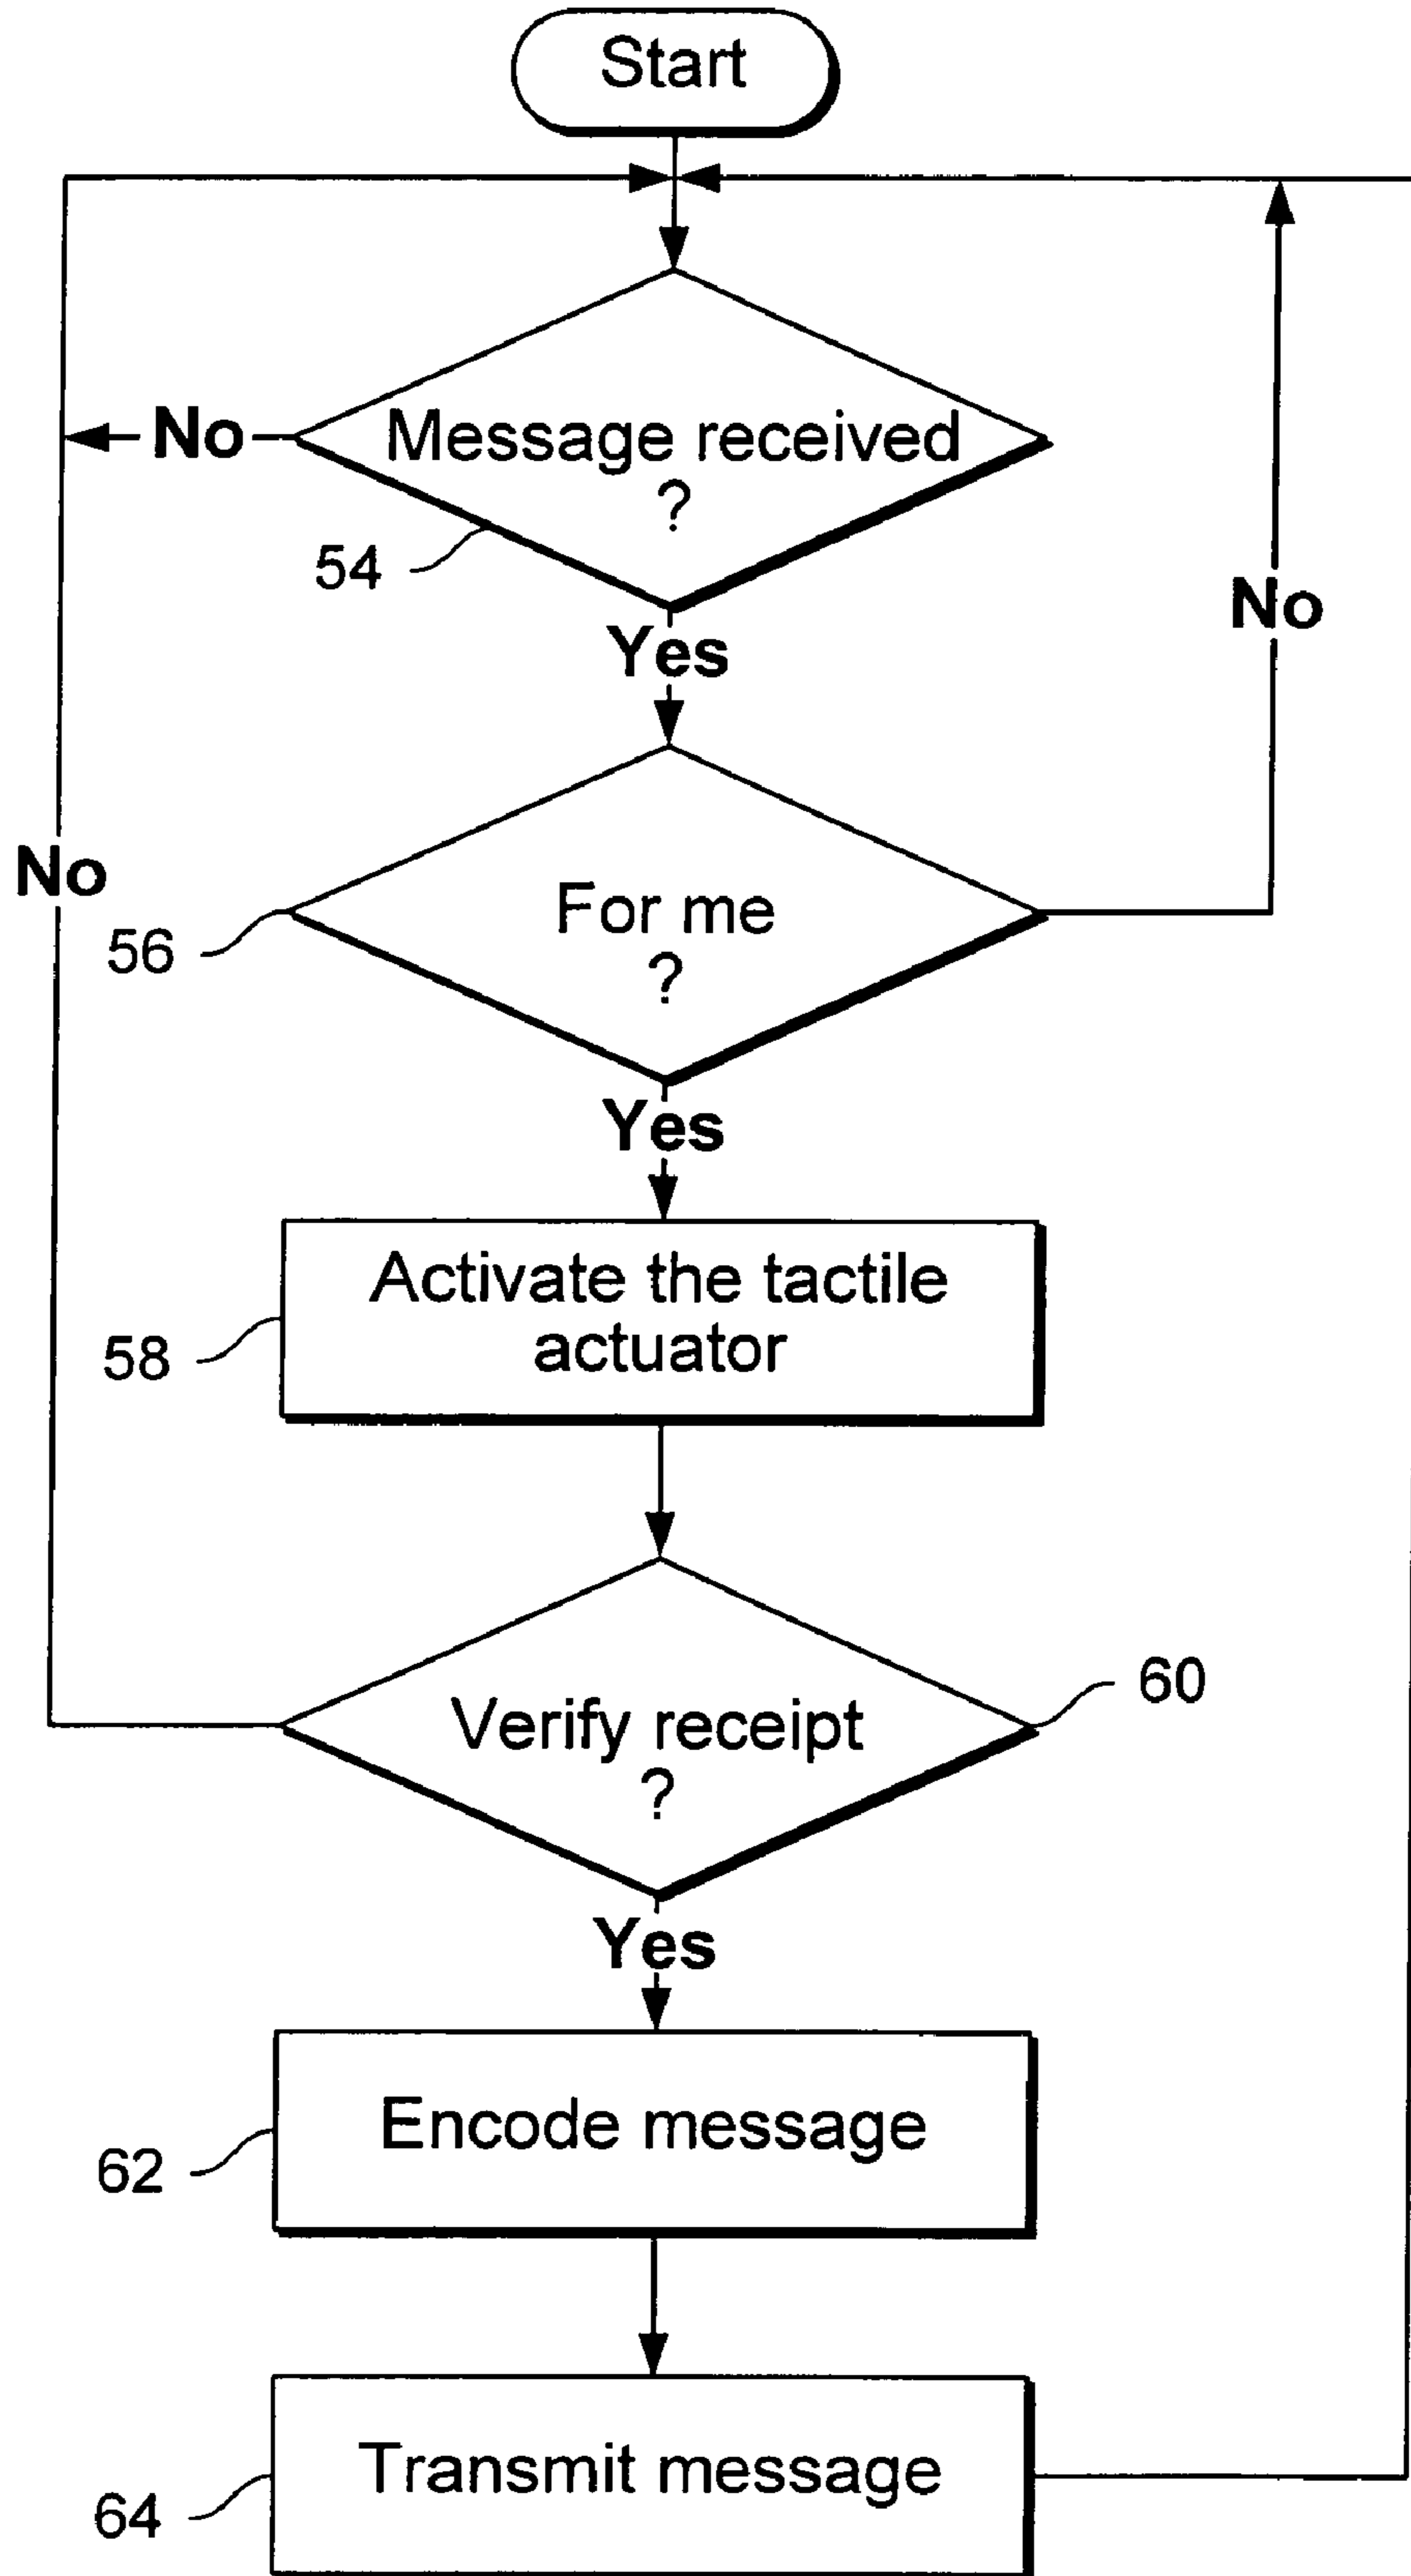 Start
Message received
?
No
54
Yes
No
For me
?
No
56
Yes
Activate the tactile
actuator
58
Verify receipt
?
60
Yes
Encode message
62
Transmit message
64